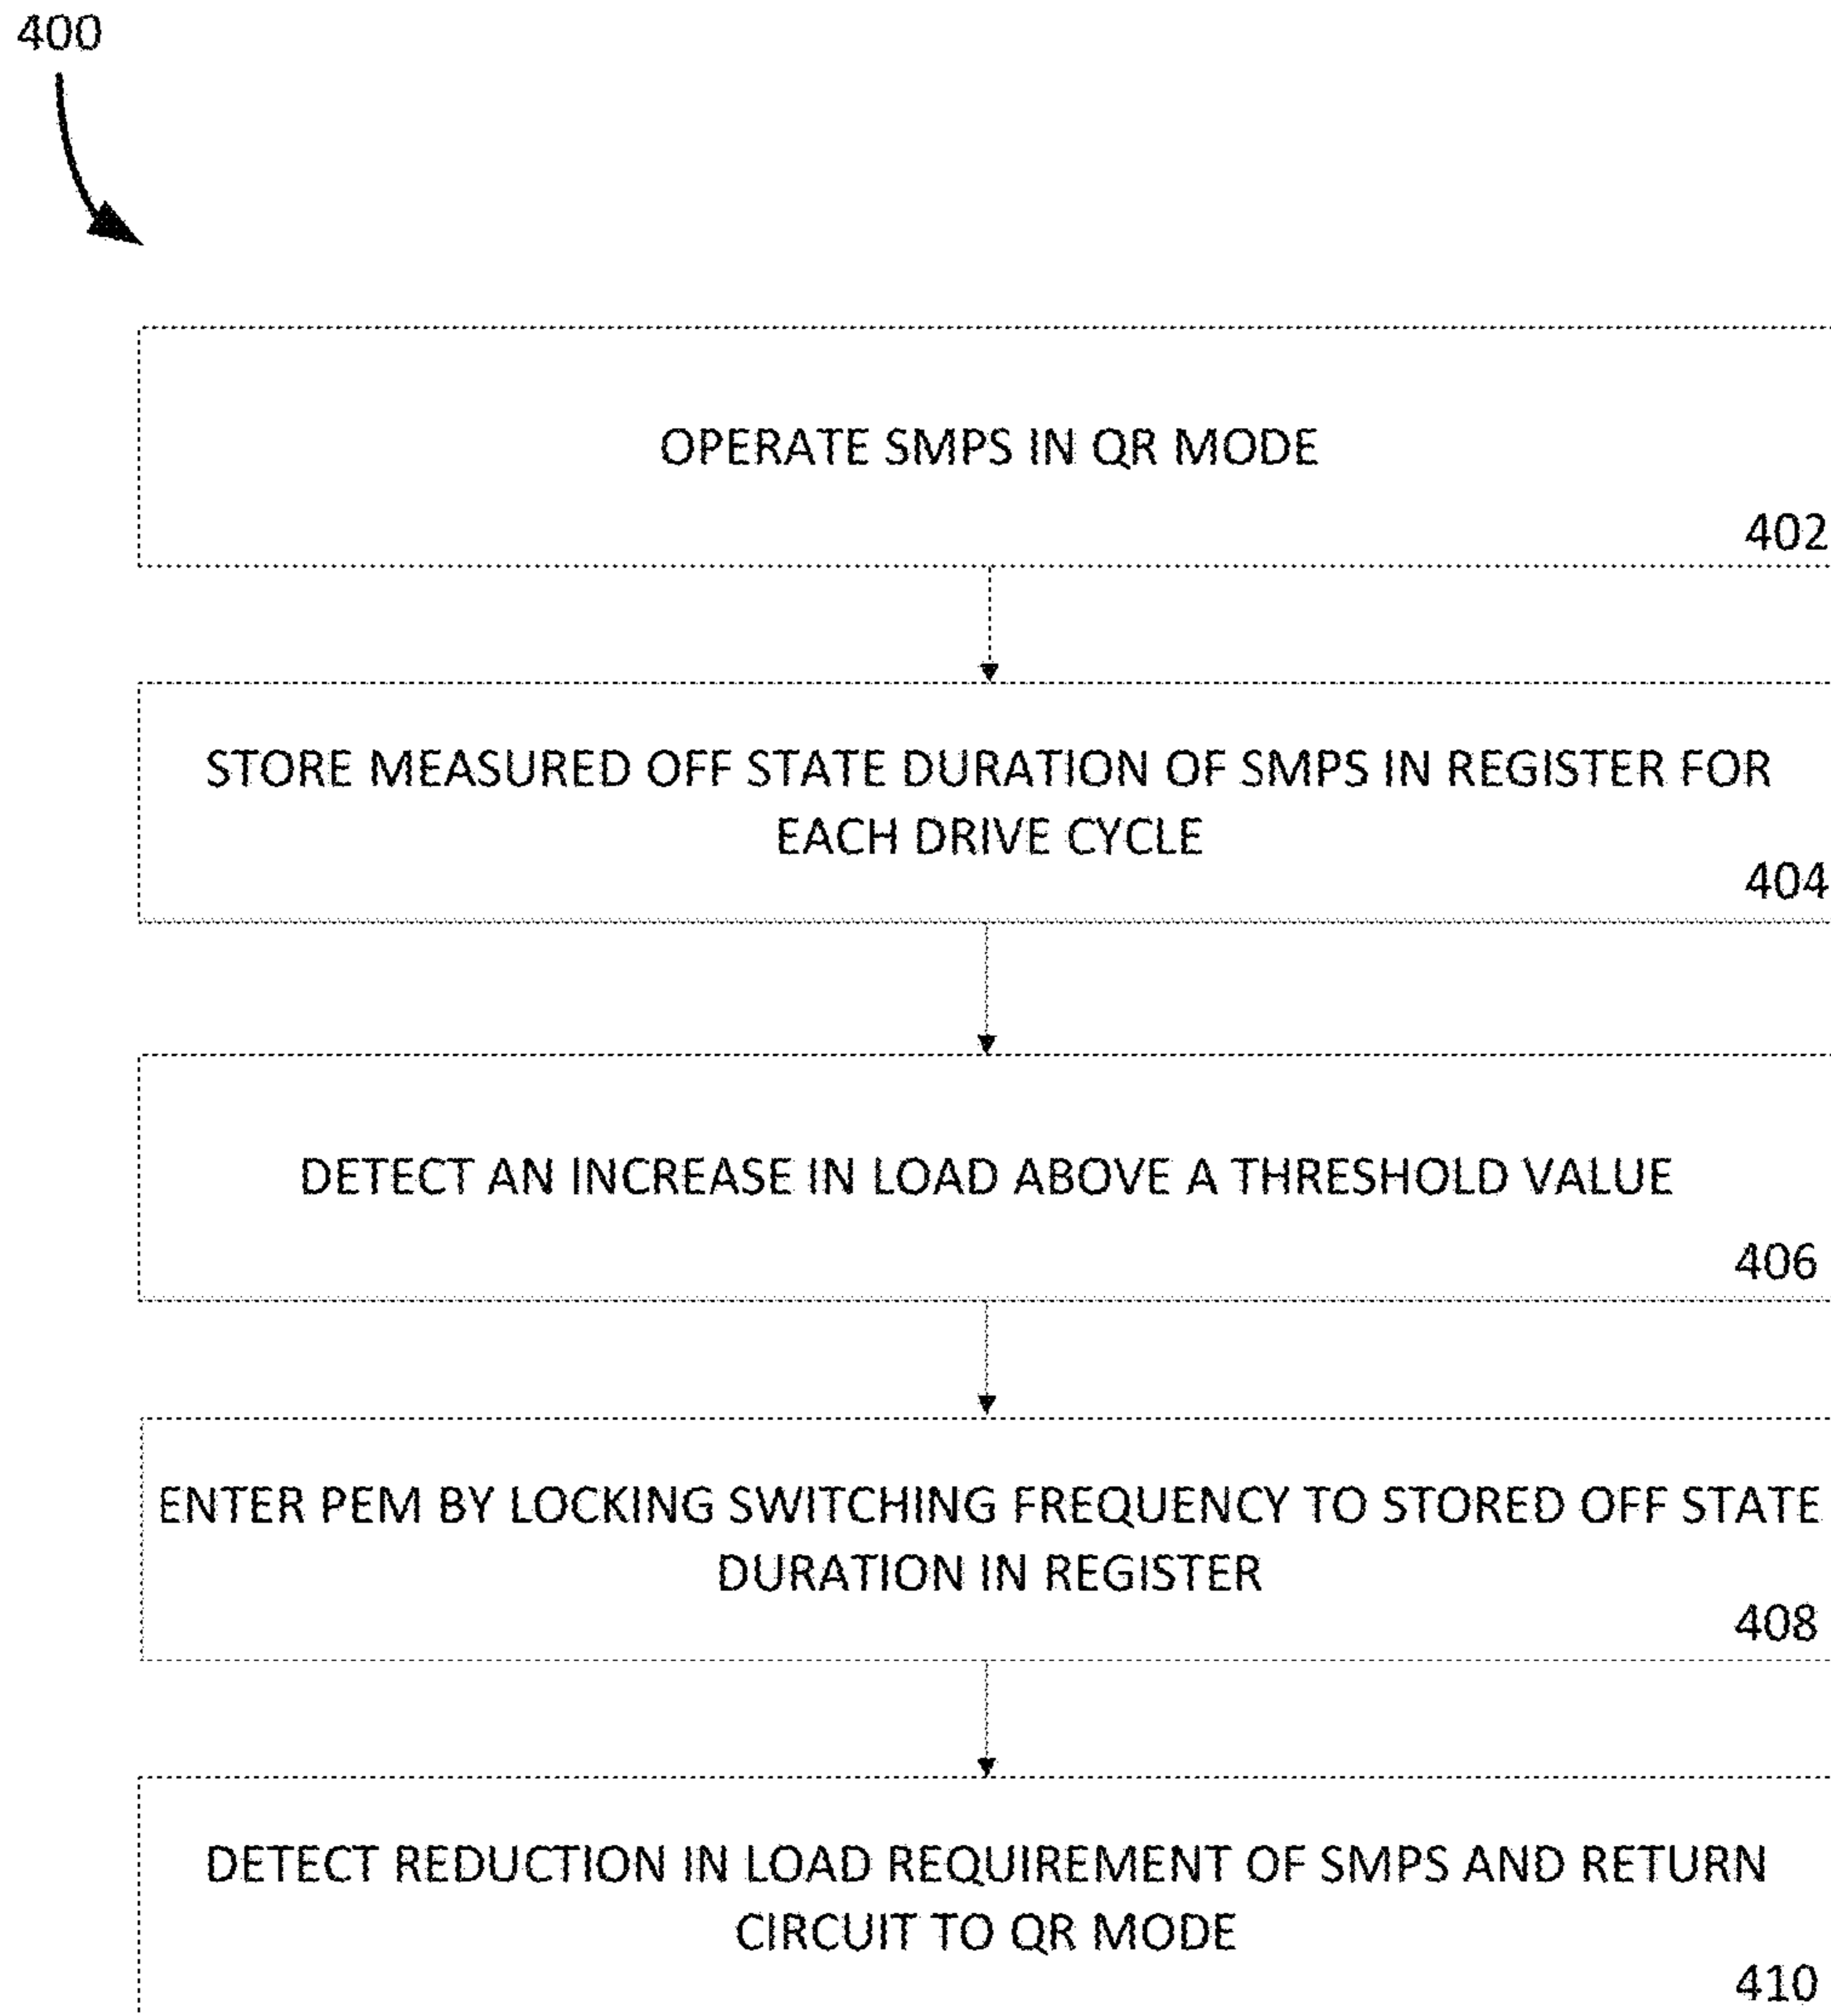 400
OPERATE SMPS IN QR MODE
402
STORE MEASURED OFF STATE DURATION OF SMPS IN REGISTER FOR
EACH DRIVE CYCLE
404
DETECT AN INCREASE IN LOAD ABOVE A THRESHOLD VALUE
406
ENTER PEM BY LOCKING SWITCHING FREQUENCY TO STORED OFF STATE
DURATION IN REGISTER
408
DETECT REDUCTION IN LOAD REQUIREMENT OF SMPS AND RETURN
CIRCUIT TO QR MODE
410